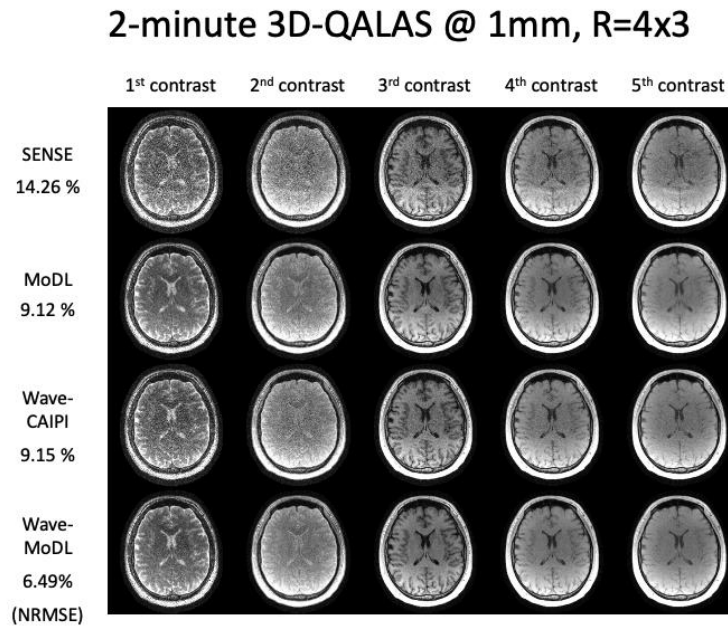 2-minute 3D-QALAS @ 1mm, R=4x3
1st contrast 2nd contrast 3rd contrast 4th contrast 5th contrast
SENSE
14.26 %
MoDL
9.12 %
Wave-
CAIPI
9.15 %
Wave-
MoDL
6.49%
(NRMSE)